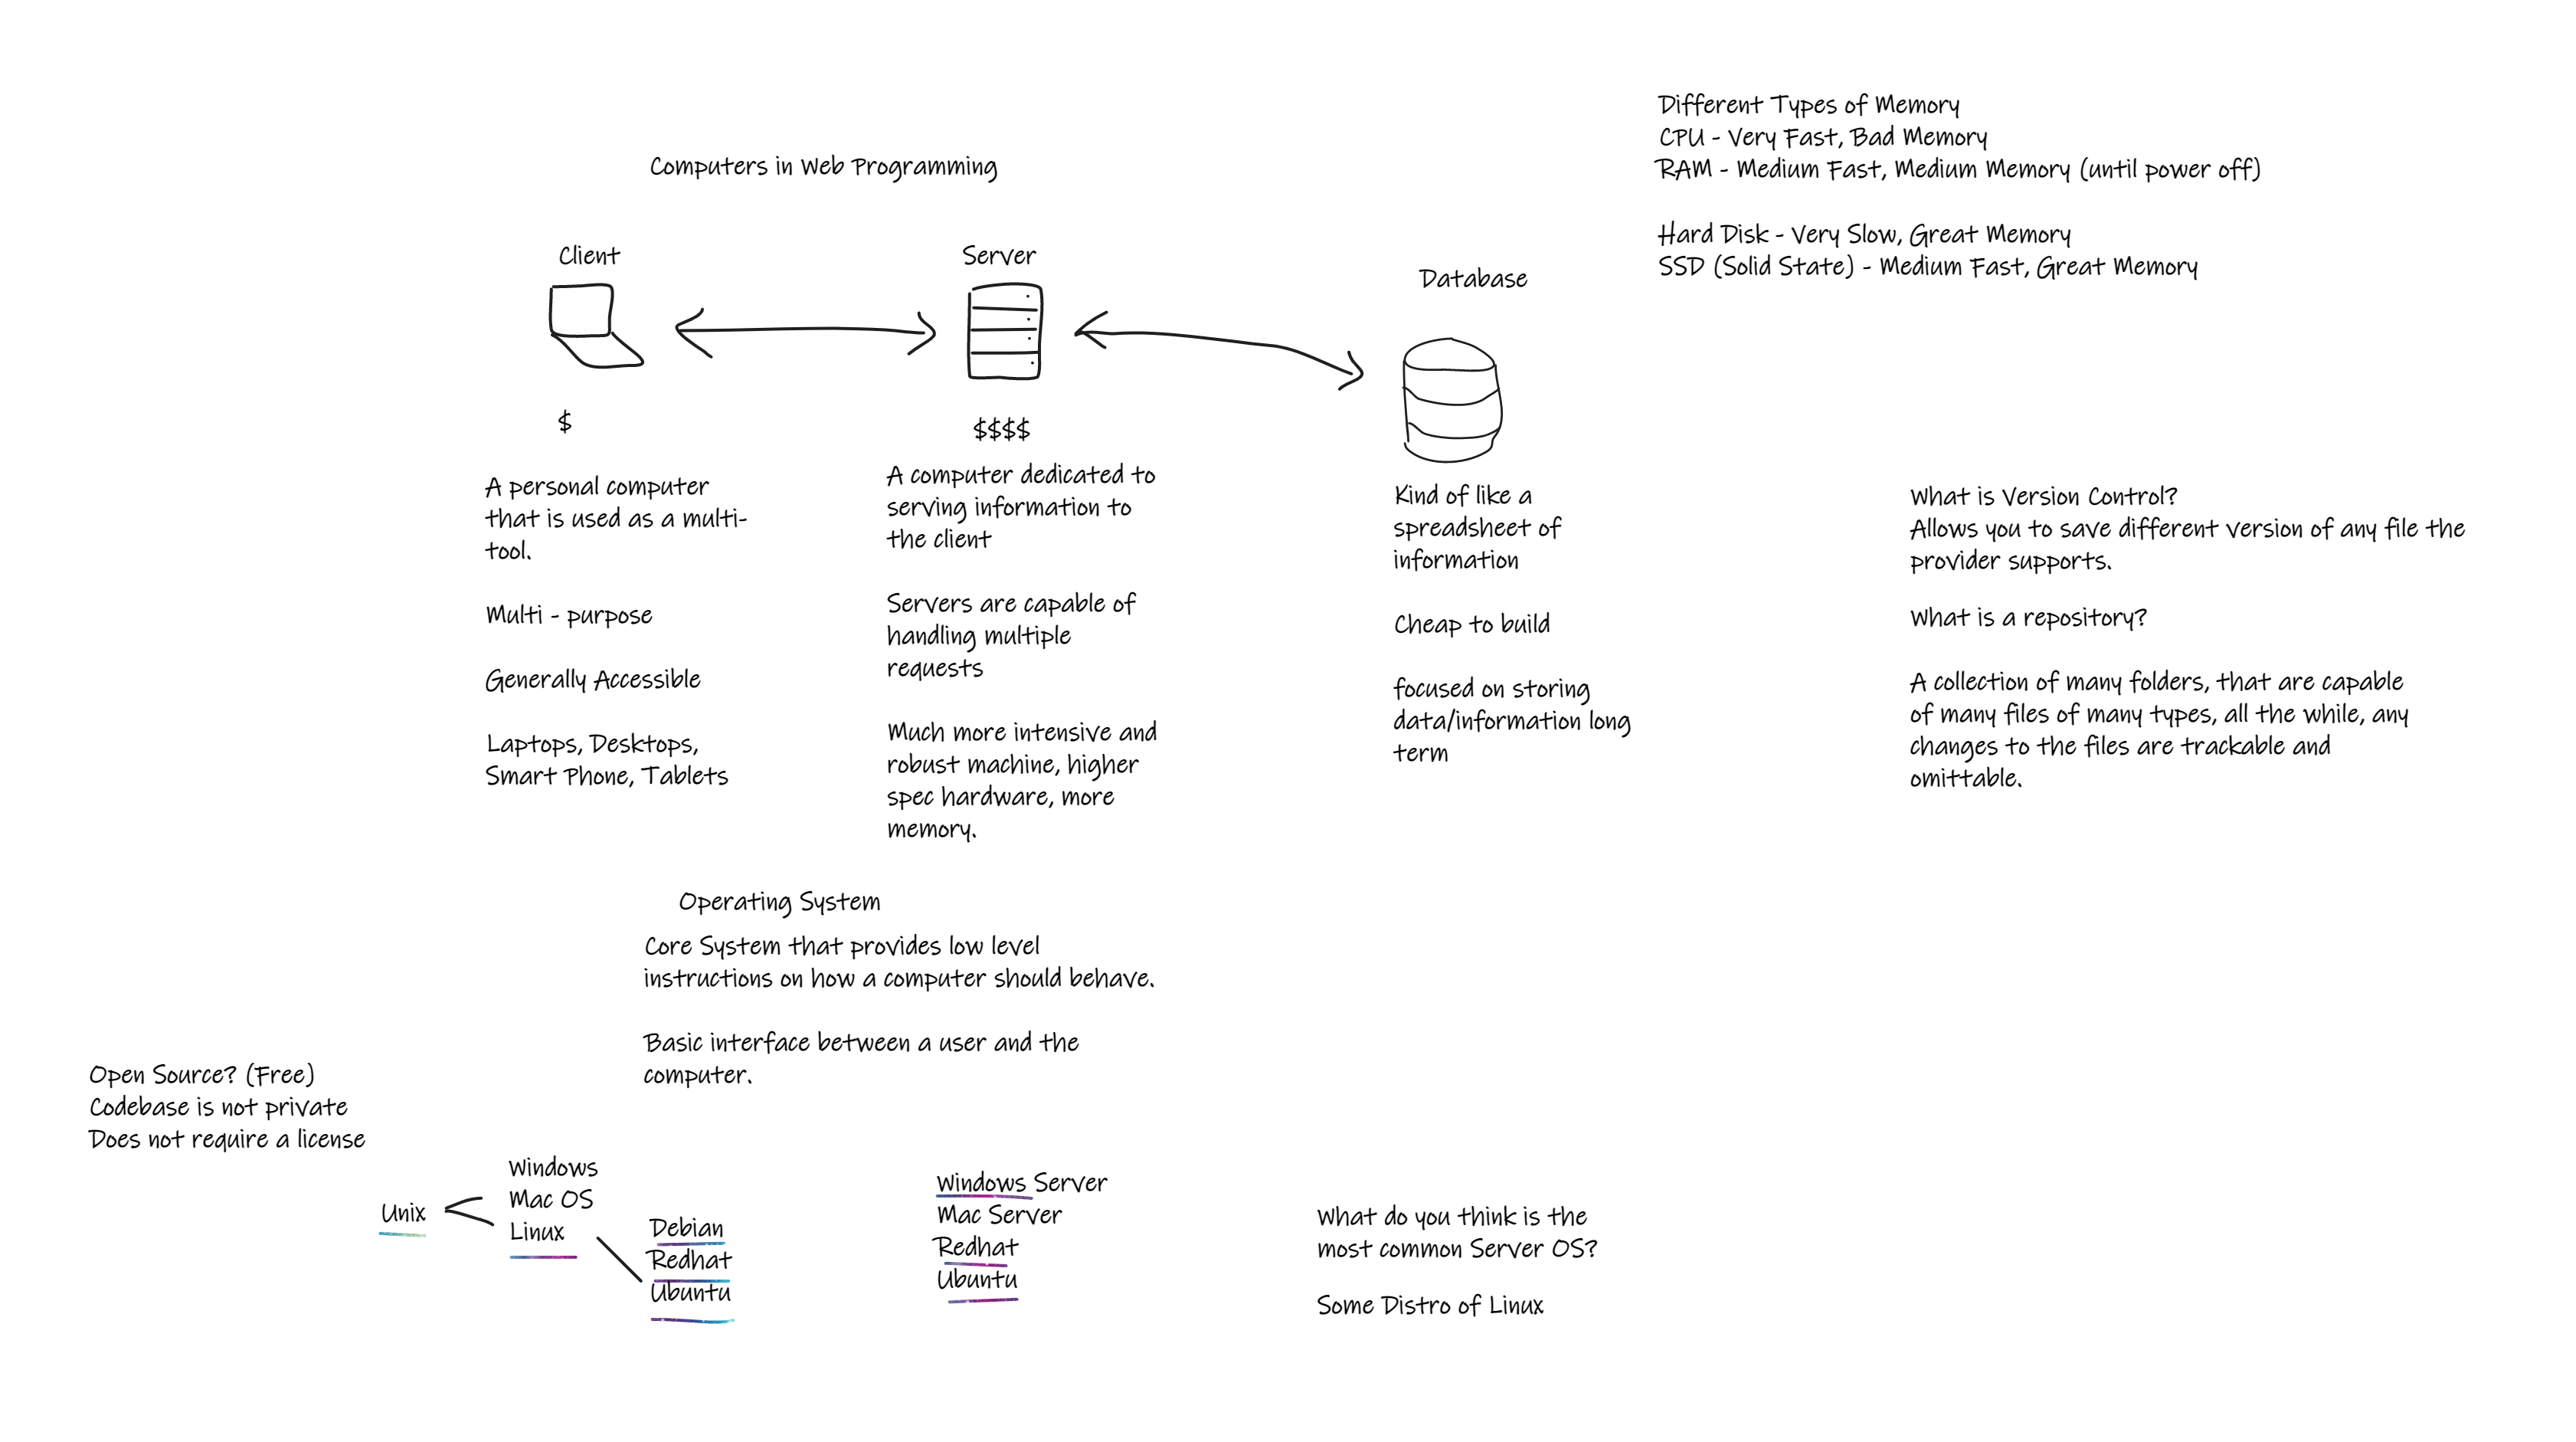 Different Types of Memory
CPU - Very Fast, Bad Memory
RAM - Medium Fast, Medium Memory (until power off)
Hard Disk - Very Slow, Great Memory
SSD (Solid State) - Medium Fast, Great Memory
Computers in Web Programming
Client
$
A personal computer
that is used as a multi-
tool.
Multi - purpose
Generally Accessible
Laptops, Desktops,
Smart Phone, Tablets
Server
$$$$
A computer dedicated to
serving information to
the client
Servers are capable of
handling multiple
requests
Much more intensive and
robust machine, higher
spec hardware, more
memory.
Database
Kind of like a
spreadsheet of
information
Cheap to build
focused on storing
data/information long
term
What is Version Control?
Allows you to save different version of any file the
provider supports.
What is a repository?
A collection of many folders, that are capable
of many files of many types, all the while, any
changes to the files are trackable and
omittable.
Operating System
Core System that provides low level
instructions on how a computer should behave.
Basic interface between a user and the
computer.
Open Source? (Free)
Codebase is not private
Does not require a license
Unix
Windows
Mac OS
Linux
Debian
Redhat
Ubuntu
Windows Server
Mac Server
Redhat
Ubuntu
What do you think is the
most common Server OS?
Some Distro of Linux